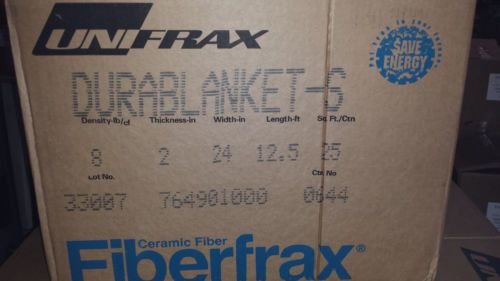 UNIFRAX
SAVE
ENERGY
DURABLANKET-S
Density-lb/cf Thickness-in Width-in Length-ft Sq.Ft./Ctn
8 2 24 12.5 25
Lot No. Ctn No
33007 764901000 0644
Ceramic Fiber
Fiberfrax®